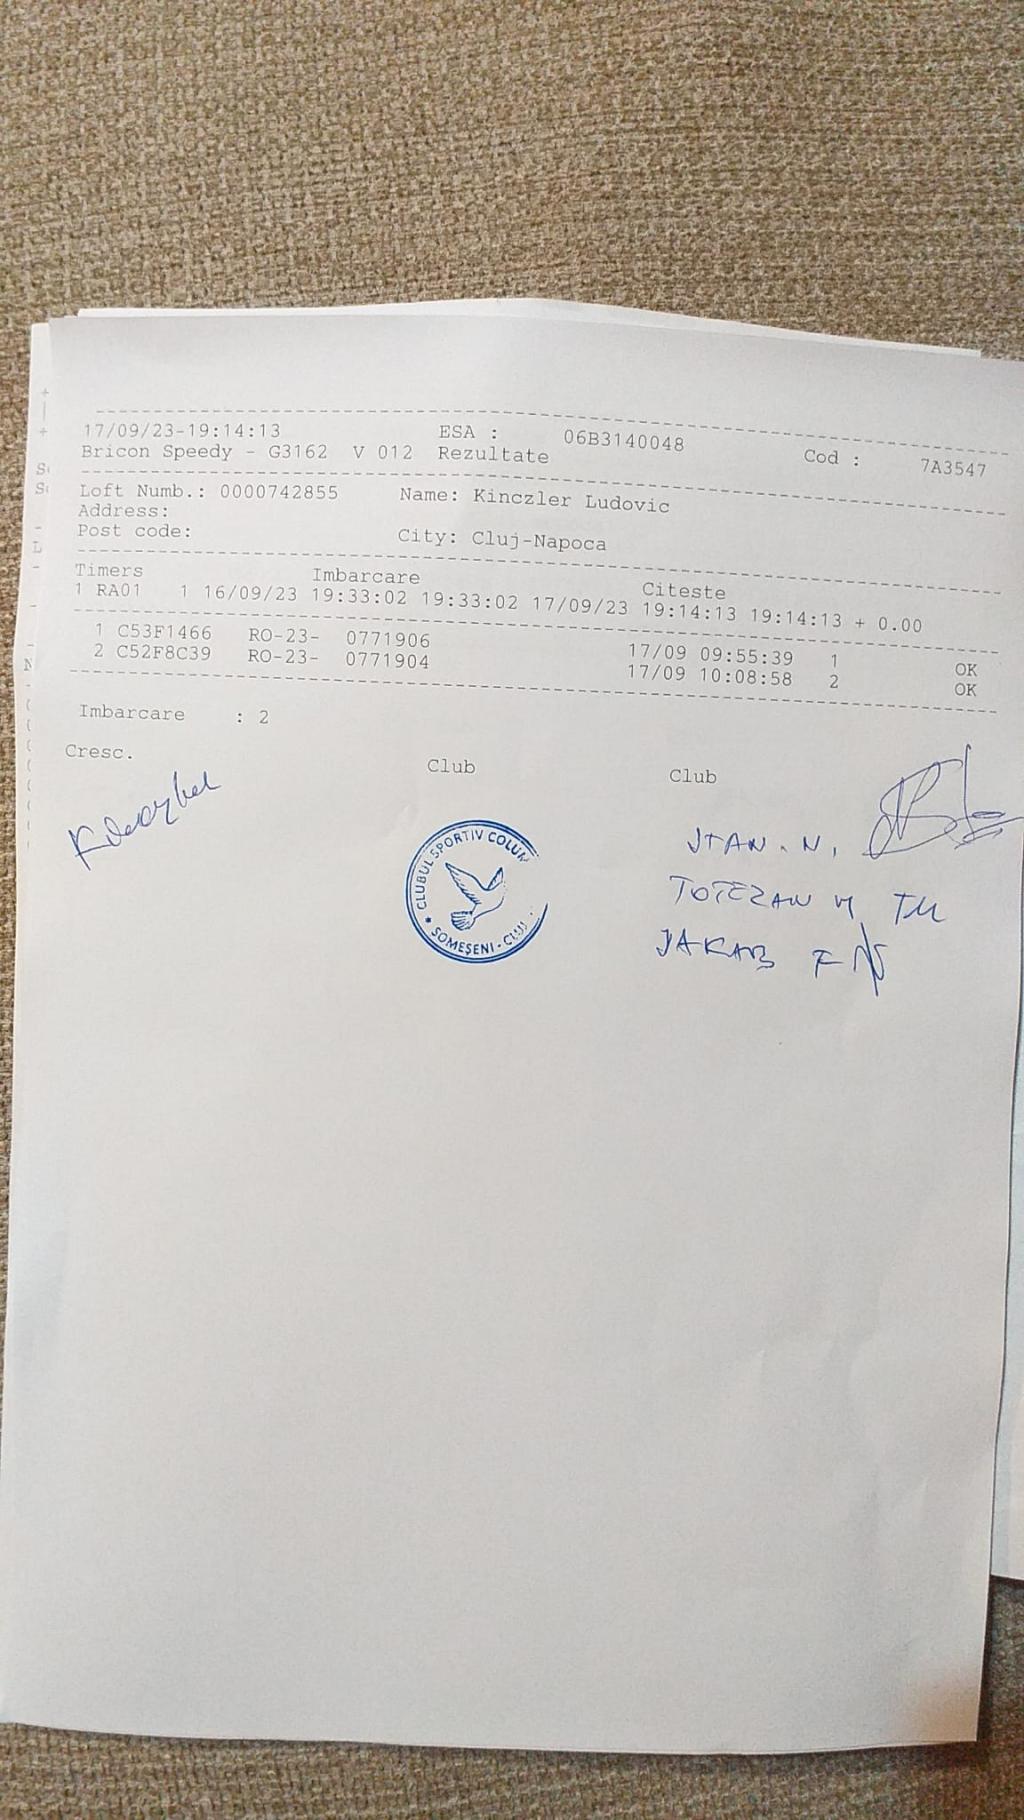 17/09/23-19:14:13 ESA : 06B3140048 Cod : 7A3547
Bricon Speedy - G3162 V 012 Rezultate
Loft Numb.: 0000742855 Name: Kinczler Ludovic
Address:
Post code: City: Cluj-Napoca
Timers Imbarcare Citeste
1 RA01 1 16/09/23 19:33:02 19:33:02 17/09/23 19:14:13 19:14:13 + 0.00
1 C53F1466 RO-23- 0771906 17/09 09:55:39 1 OK
2 C52F8C39 RO-23- 0771904 17/09 10:08:58 2 OK
Imbarcare : 2
Cresc. Club Club
CLUBUL SPORTIV COLUM
SOMEȘENI - CLUJ
STAN. N.
TOTEZAN
JAKAB F